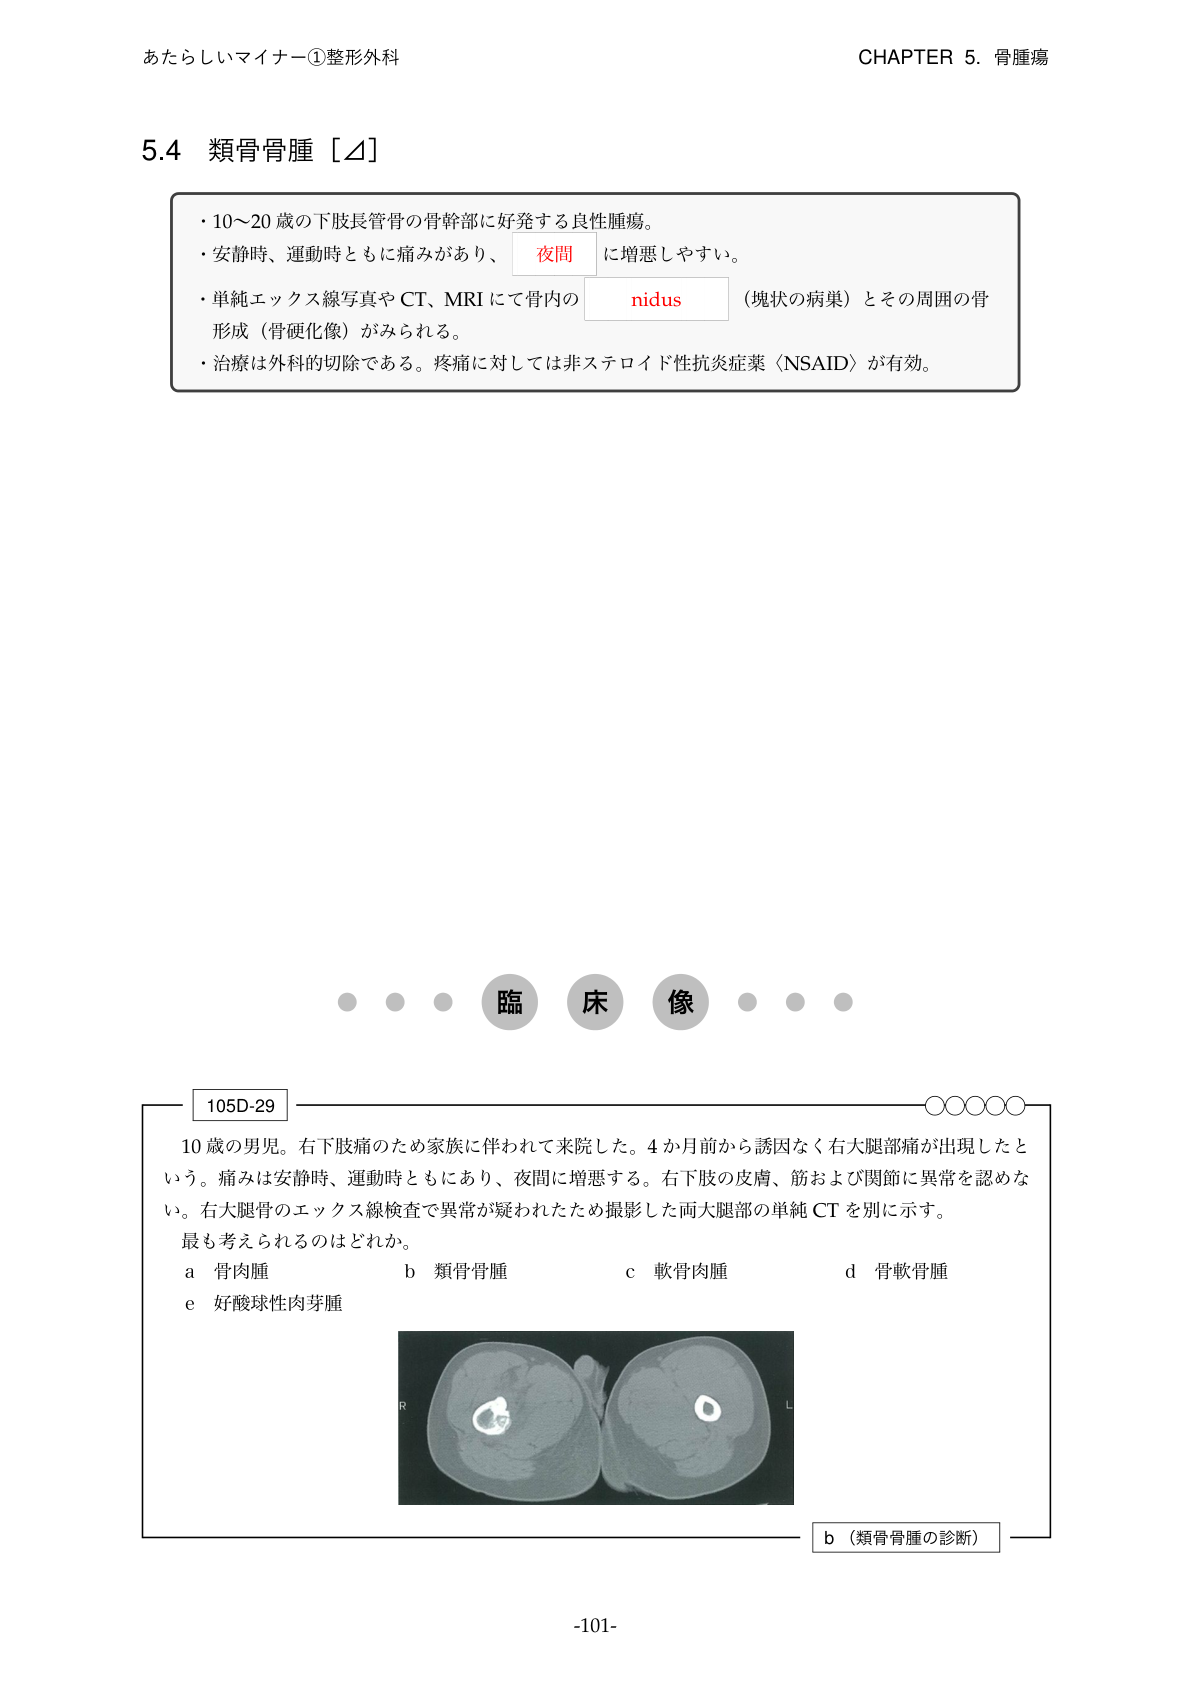 あたらしいマイナー①整形外科
CHAPTER 5. 骨腫瘍
5.4 類骨骨腫［⊿］
・10〜20 歳の下肢長管骨の骨幹部に好発する良性腫瘍。
・安静時、運動時ともに痛みがあり、 夜間 に増悪しやすい。
・単純エックス線写真や CT、MRI にて骨内の nidus （塊状の病巣）とその周囲の骨
形成（骨硬化像）がみられる。
・治療は外科的切除である。疼痛に対しては非ステロイド性抗炎症薬〈NSAID〉が有効。
臨 床 像
105D-29
10 歳の男児。右下肢痛のため家族に伴われて来院した。4 か月前から誘因なく右大腿部痛が出現したと
いう。痛みは安静時、運動時ともにあり、夜間に増悪する。右下肢の皮膚、筋および関節に異常を認めな
い。右大腿骨のエックス線検査で異常が疑われたため撮影した両大腿部の単純 CT を別に示す。
最も考えられるのはどれか。
a 骨肉腫 b 類骨骨腫 c 軟骨肉腫 d 骨軟骨腫
e 好酸球性肉芽腫
R L
b （類骨骨腫の診断）
-101-